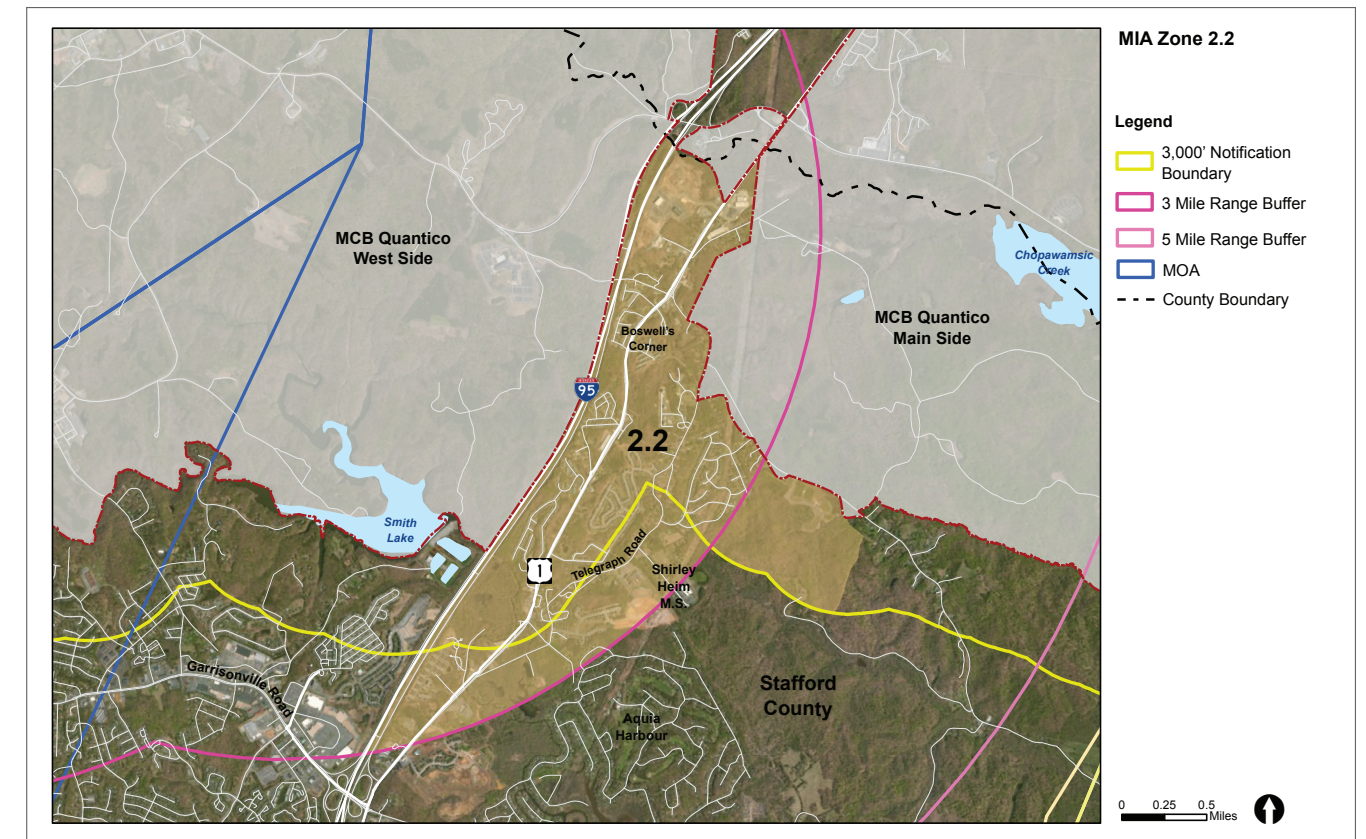 MIA Zone 2.2
Legend
3,000' Notification
Boundary
3 Mile Range Buffer
5 Mile Range Buffer
MOA
County Boundary
MCB Quantico
West Side
Chopawamsic
Creek
MCB Quantico
Main Side
Boswell's
Corner
95
2.2
Smith
Lake
1
Telegraph Road
Shirley
Heim
M.S.
Garrisonville Road
Stafford
County
Aquia
Harbour
0 0.25 0.5
Miles